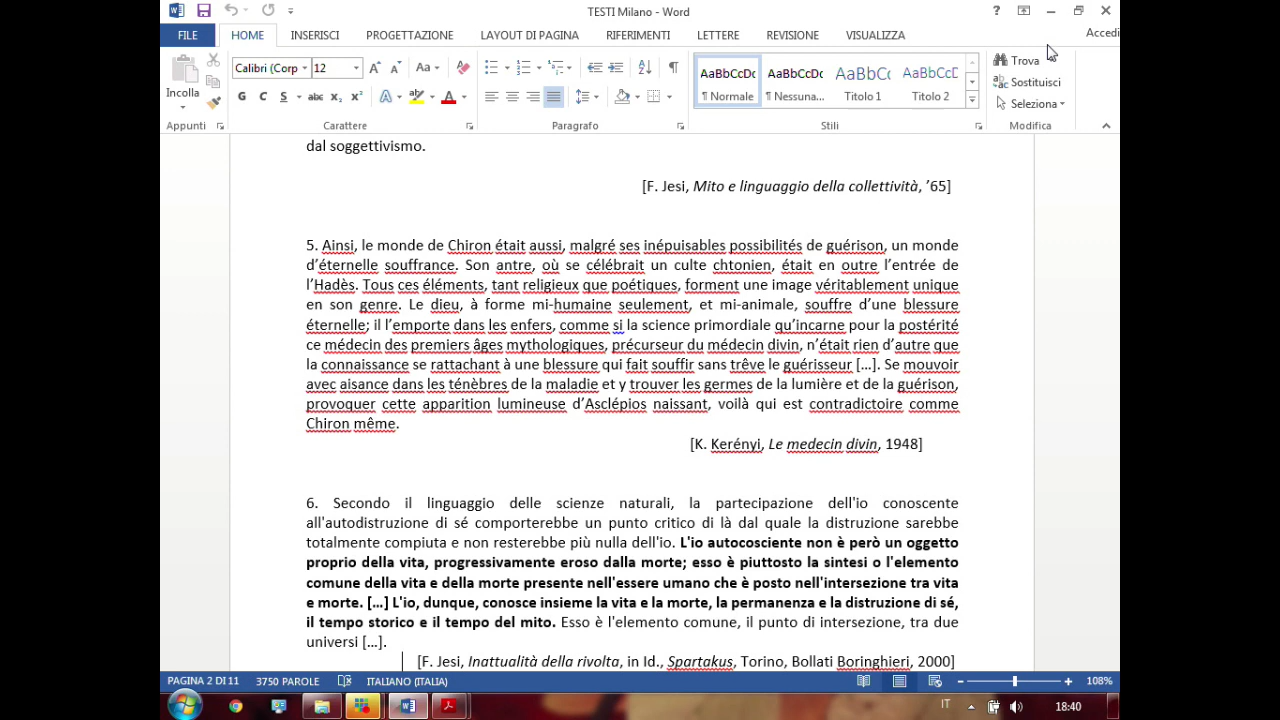 TESTI Milano - Word
FILE HOME INSERISCI PROGETTAZIONE LAYOUT DI PAGINA RIFERIMENTI LETTERE REVISIONE VISUALIZZA Accedi
Incolla
Calibri (Corp 12
G C S abc x₂ x²
AaBbCcDc AaBbCcDc AaBbCc AaBbCcD
¶ Normale ¶ Nessuna... Titolo 1 Titolo 2
Trova
Sostituisci
Seleziona
Appunti Carattere Paragrafo Stili Modifica
dal soggettivismo.
[F. Jesi, Mito e linguaggio della collettività, ’65]
5. Ainsi, le monde de Chiron était aussi, malgré ses inépuisables possibilités de guérison, un monde
d’éternelle souffrance. Son antre, où se célébrait un culte chtonien, était en outre l’entrée de
l’Hadès. Tous ces éléments, tant religieux que poétiques, forment une image véritablement unique
en son genre. Le dieu, à forme mi-humaine seulement, et mi-animale, souffre d’une blessure
éternelle; il l’emporte dans les enfers, comme si la science primordiale qu’incarne pour la postérité
ce médecin des premiers âges mythologiques, précurseur du médecin divin, n’était rien d’autre que
la connaissance se rattachant à une blessure qui fait souffir sans trêve le guérisseur […]. Se mouvoir
avec aisance dans les ténèbres de la maladie et y trouver les germes de la lumière et de la guérison,
provoquer cette apparition lumineuse d’Asclépios naissant, voilà qui est contradictoire comme
Chiron même.
[K. Kerényi, Le medecin divin, 1948]
6. Secondo il linguaggio delle scienze naturali, la partecipazione dell'io conoscente
all'autodistruzione di sé comporterebbe un punto critico di là dal quale la distruzione sarebbe
totalmente compiuta e non resterebbe più nulla dell'io. L'io autocosciente non è però un oggetto
proprio della vita, progressivamente eroso dalla morte; esso è piuttosto la sintesi o l'elemento
comune della vita e della morte presente nell'essere umano che è posto nell'intersezione tra vita
e morte. […] L'io, dunque, conosce insieme la vita e la morte, la permanenza e la distruzione di sé,
il tempo storico e il tempo del mito. Esso è l'elemento comune, il punto di intersezione, tra due
universi […].
[F. Jesi, Inattualità della rivolta, in Id., Spartakus, Torino, Bollati Boringhieri, 2000]
PAGINA 2 DI 11 3750 PAROLE ITALIANO (ITALIA) 108%
IT 18:40